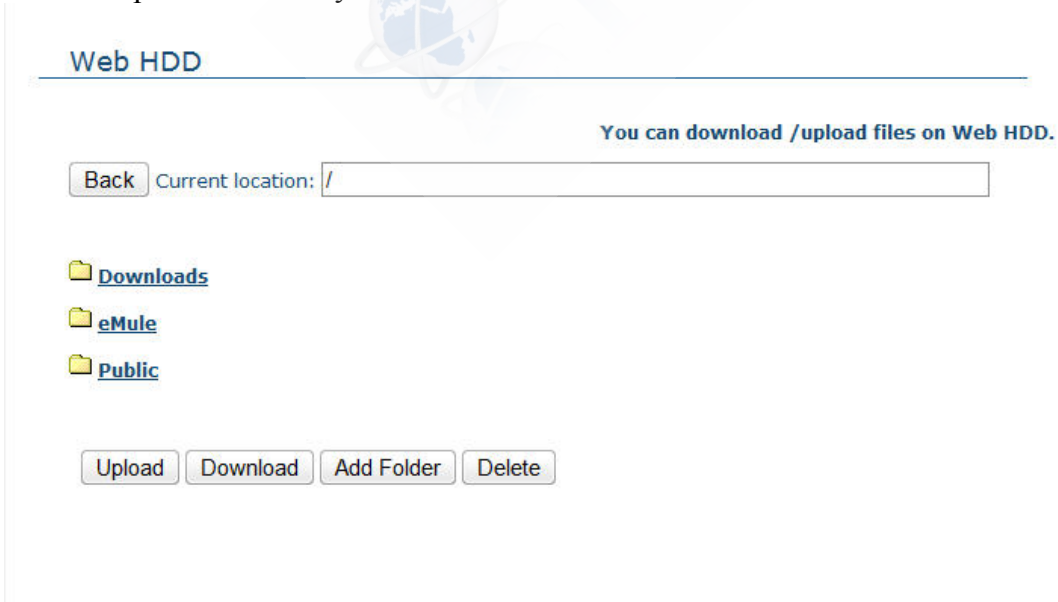 Web HDD
You can download /upload files on Web HDD.
Back Current location: /
Downloads
eMule
Public
Upload Download Add Folder Delete